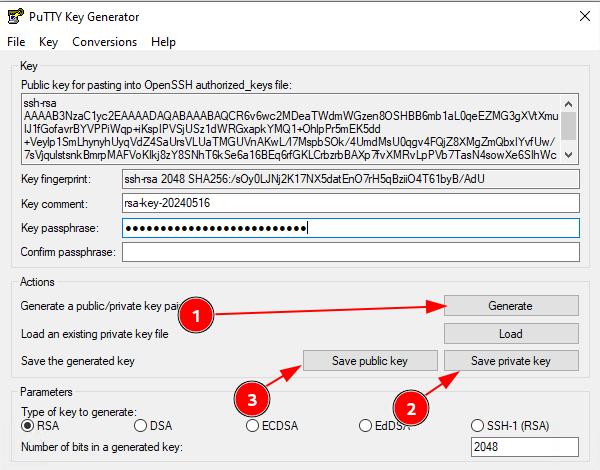 PuTTY Key Generator
File Key Conversions Help
Key
Public key for pasting into OpenSSH authorized_keys file:
ssh-rsa
AAAAB3NzaC1yc2EAAAADAQABAAABAQCR6v6wc2MDeaTWdmWGzen8OSHBB6mb1aL0qeEZMG3gXVtXmu
IJ1fGofavrBYVPPiWqp+iKspIPVSjUSz1dWRGxapkYMQ1+OhlpPr5mEK5dd
+Veylp1SmLhynyhUyqVdZ4SaUrsVLUaTMGUVnAKwL/l7MspbSOk/4UmdMsU0qgv4FQjZ8XMgZmQbxIYvfUw/
7sVjqulstsnkBmrpMAFVoKlkj8zY8SNhT6kSe6a16BEq6rfGKLCrbzrbBAXp7fvXMRvLpPVb7TasN4sowXe6SIhWc
Key fingerprint: ssh-rsa 2048 SHA256:/sOy0LJNj2K17NX5datEnO7rH5qBziiO4T61byB/AdU
Key comment: rsa-key-20240516
Key passphrase:
Confirm passphrase:
Actions
Generate a public/private key pair Generate
1
Load an existing private key file Load
Save the generated key Save public key Save private key
3
2
Parameters
Type of key to generate:
RSA DSA ECDSA EdDSA SSH-1 (RSA)
Number of bits in a generated key: 2048